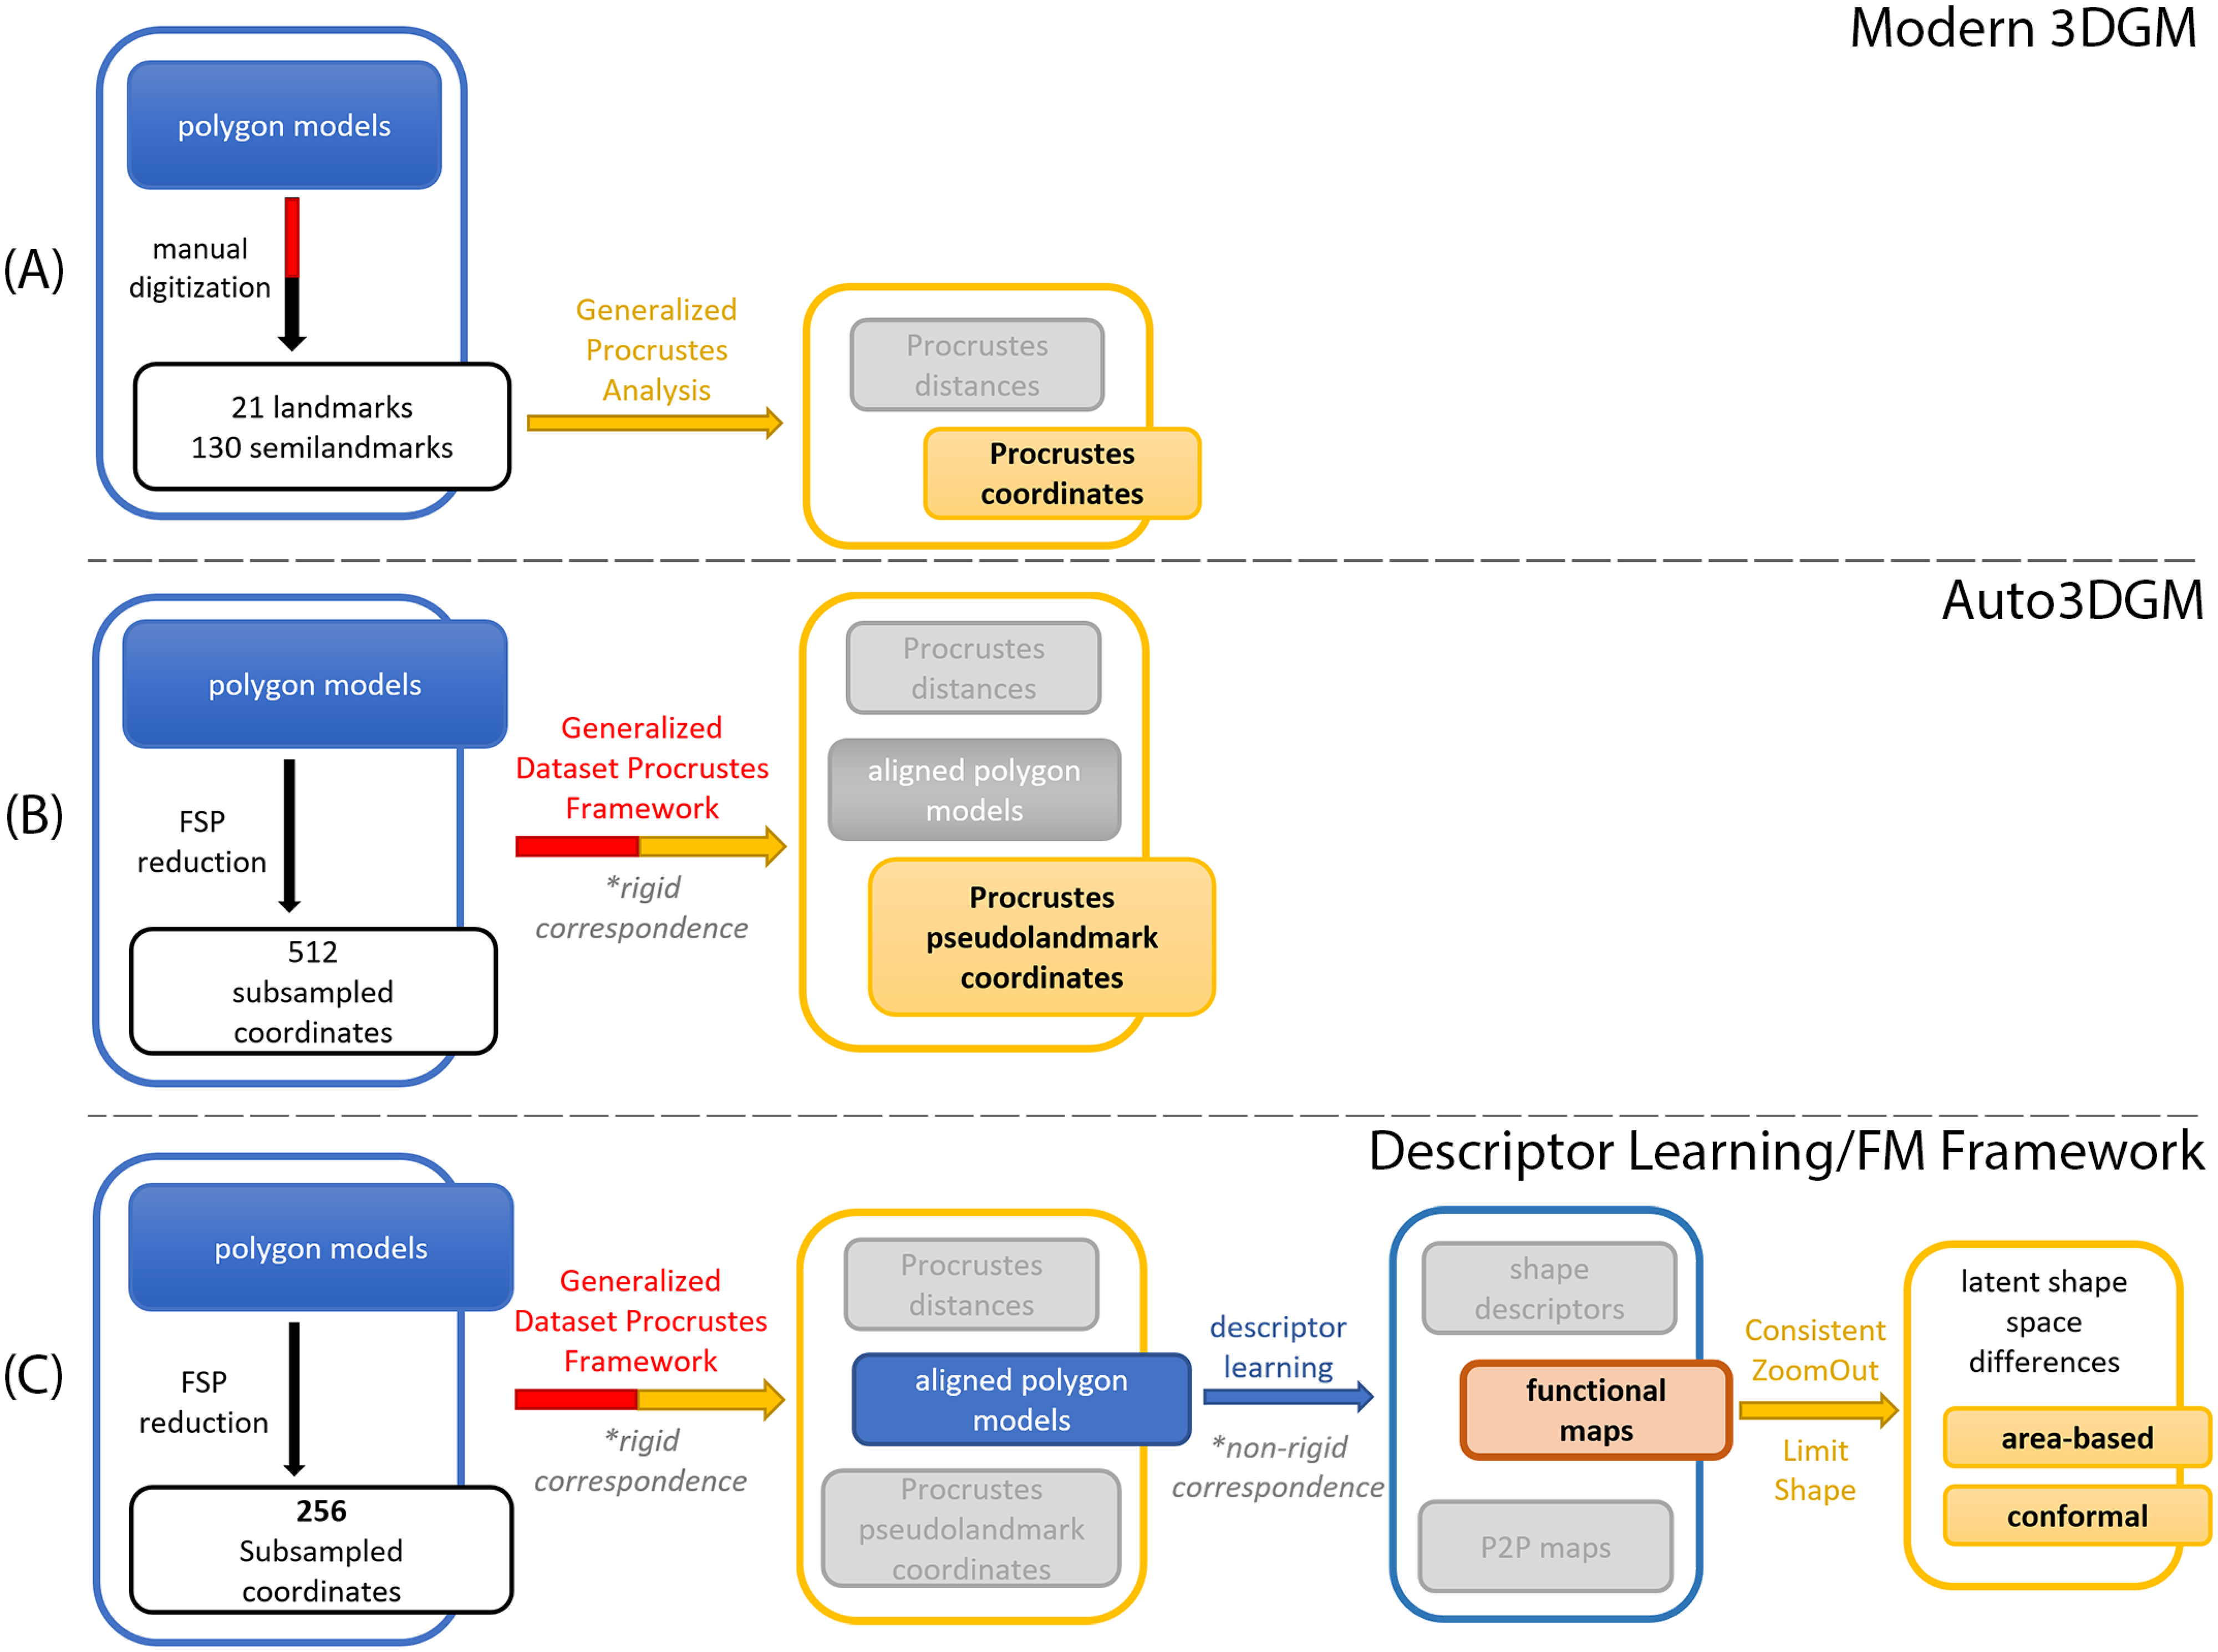 Modern 3DGM
(A)
polygon models
manual
digitization
21 landmarks
130 semilandmarks
Generalized
Procrustes
Analysis
Procrustes
distances
Procrustes
coordinates
Auto3DGM
(B)
polygon models
FSP
reduction
512
subsampled
coordinates
Generalized
Dataset Procrustes
Framework
*rigid
correspondence
Procrustes
distances
aligned polygon
models
Procrustes
pseudolandmark
coordinates
Descriptor Learning/FM Framework
(C)
polygon models
FSP
reduction
256
Subsampled
coordinates
Generalized
Dataset Procrustes
Framework
*rigid
correspondence
Procrustes
distances
aligned polygon
models
Procrustes
pseudolandmark
coordinates
descriptor
learning
*non-rigid
correspondence
shape
descriptors
functional
maps
P2P maps
Consistent
ZoomOut
Limit
Shape
latent shape
space
differences
area-based
conformal